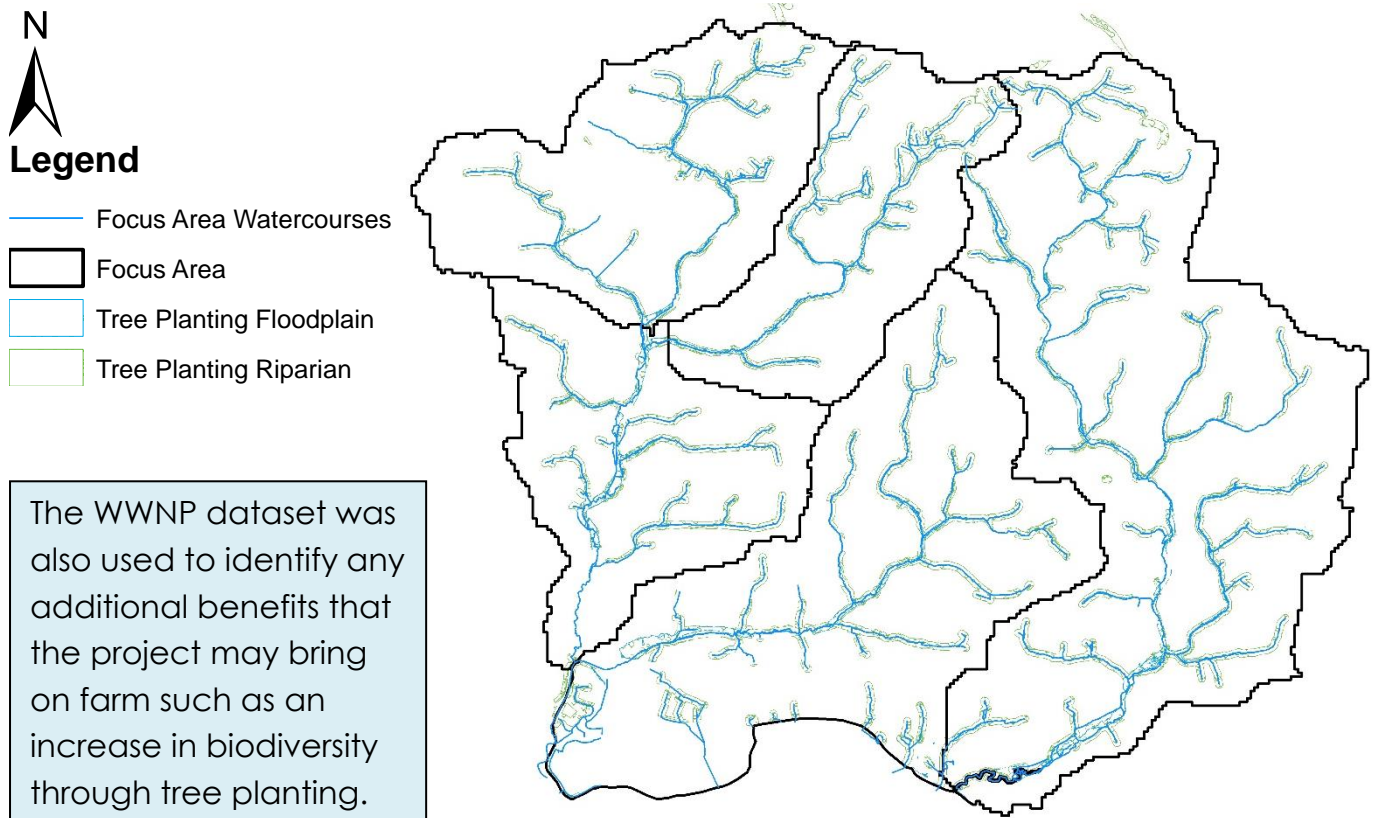 N
Legend
Focus Area Watercourses
Focus Area
Tree Planting Floodplain
Tree Planting Riparian
The WWNP dataset was
also used to identify any
additional benefits that
the project may bring
on farm such as an
increase in biodiversity
through tree planting.